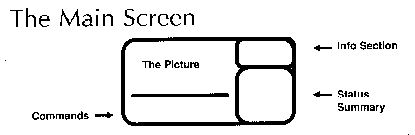 The Main Screen
Info Section
The Picture
Status
Summary
Commands